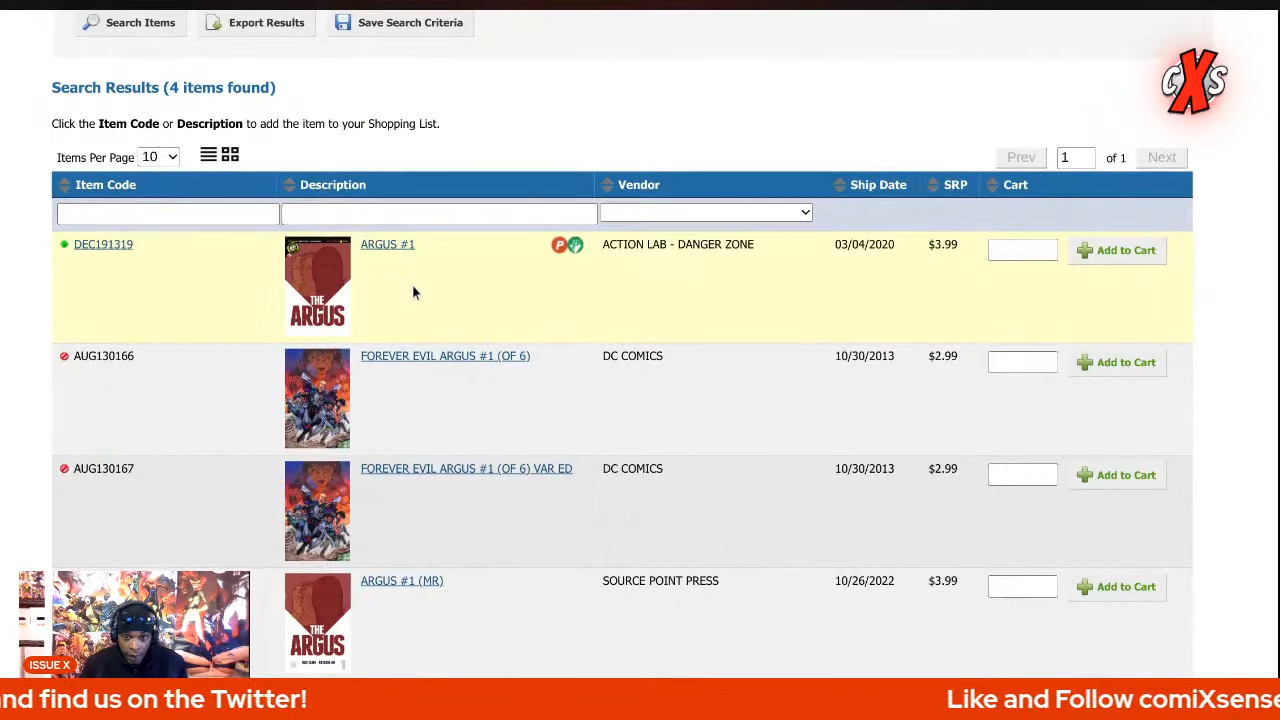 Search Items Export Results Save Search Criteria
CXS
Search Results (4 items found)
Click the Item Code or Description to add the item to your Shopping List.
Items Per Page 10 Prev 1 of 1 Next
Item Code Description Vendor Ship Date SRP Cart
DEC191319 ARGUS #1 P ACTION LAB - DANGER ZONE 03/04/2020 $3.99 Add to Cart
THE
ARGUS
AUG130166 FOREVER EVIL ARGUS #1 (OF 6) DC COMICS 10/30/2013 $2.99 Add to Cart
AUG130167 FOREVER EVIL ARGUS #1 (OF 6) VAR ED DC COMICS 10/30/2013 $2.99 Add to Cart
ARGUS #1 (MR) SOURCE POINT PRESS 10/26/2022 $3.99 Add to Cart
THE
ARGUS
ISSUE X
and find us on the Twitter! Like and Follow comiXsense